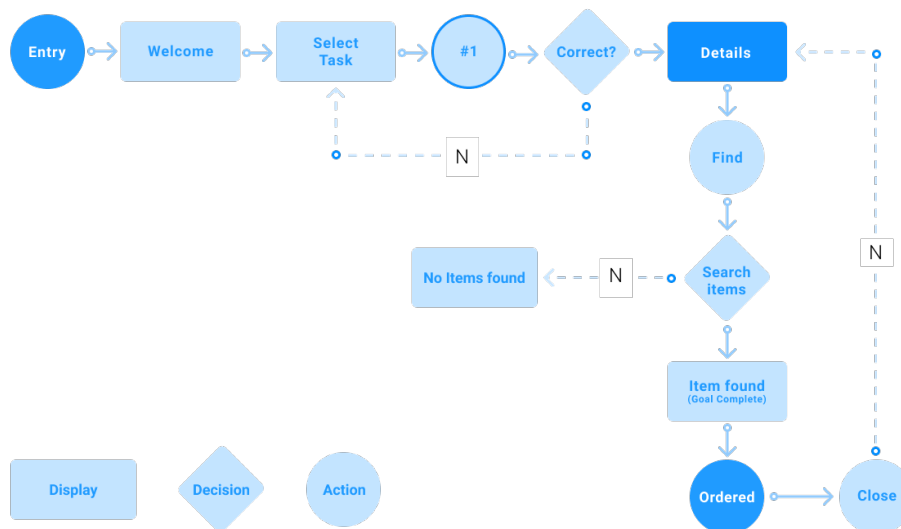 Entry
Welcome
Select
Task
#1
Correct?
Details
N
Find
Search
items
No Items found
N
N
Item found
(Goal Complete)
Ordered
Close
Display
Decision
Action